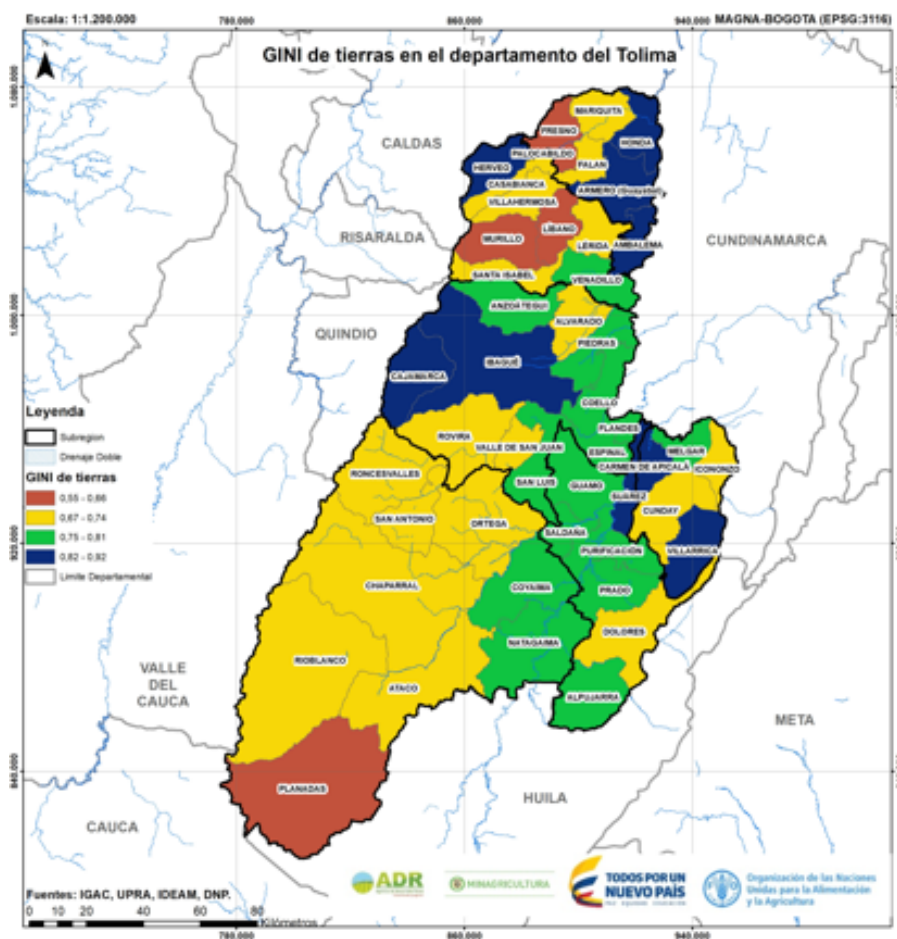 Escala: 1:1.200.000
MAGNA-BOGOTA (EPSG:3116)
780.000
860.000
940.000
GINI de tierras en el departamento del Tolima
1.080.000
1.000.000
920.000
840.000
CALDAS
RISARALDA
QUINDIO
CUNDINAMARCA
VALLE
DEL
CAUCA
CAUCA
HUILA
META
MARIQUITA
FRESNO
HONDA
PALOCABILDO
HERVEO
FALAN
CASABIANCA
ARMERO (Guayabal)
VILLAHERMOSA
LÍBANO
MURILLO
LERIDA
AMBALEMA
SANTA ISABEL
VENADILLO
ANZOÁTEGUI
ALVARADO
PIEDRAS
IBAGUÉ
CAJAMARCA
COELLO
FLANDES
ROVIRA
VALLE DE SAN JUAN
ESPINAL
MELGAR
CARMEN DE APICALÁ
ICONONZO
RONCESVALLES
SAN LUIS
GUAMO
SUAREZ
CUNDAY
SAN ANTONIO
ORTEGA
SALDAÑA
PURIFICACIÓN
VILLARRICA
CHAPARRAL
COYAIMA
PRADO
DOLORES
NATAGAIMA
RIOBLANCO
ATACO
ALPUJARRA
PLANADAS
Leyenda
Subregion
Drenaje Doble
GINI de tierras
0,55 - 0,66
0,67 - 0,74
0,75 - 0,81
0,82 - 0,92
Limite Departamental
ADR
MINAGRICULTURA
TODOS POR UN
NUEVO PAÍS
PAZ EQUIDAD EDUCACIÓN
Organización de las Naciones
Unidas para la Alimentación
y la Agricultura
Fuentes: IGAC, UPRA, IDEAM, DNP.
0 10 20 40 60 80
Kilómetros
780.000
860.000
940.000